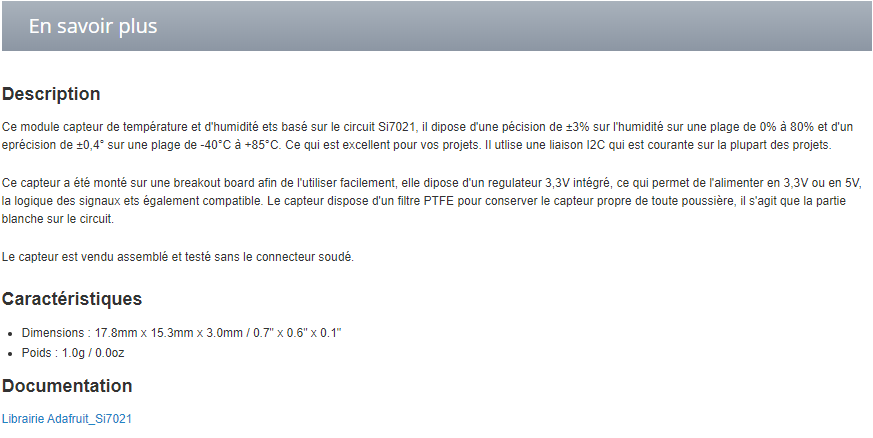 En savoir plus
Description
Ce module capteur de température et d'humidité ets basé sur le circuit Si7021, il dipose d'une pécision de ±3% sur l'humidité sur une plage de 0% à 80% et d'un
eprécision de ±0,4° sur une plage de -40°C à +85°C. Ce qui est excellent pour vos projets. Il utlise une liaison I2C qui est courante sur la plupart des projets.
Ce capteur a été monté sur une breakout board afin de l'utiliser facilement, elle dipose d'un regulateur 3,3V intégré, ce qui permet de l'alimenter en 3,3V ou en 5V,
la logique des signaux ets également compatible. Le capteur dispose d'un filtre PTFE pour conserver le capteur propre de toute poussière, il s'agit que la partie
blanche sur le circuit.
Le capteur est vendu assemblé et testé sans le connecteur soudé.
Caractéristiques
• Dimensions : 17.8mm x 15.3mm x 3.0mm / 0.7" x 0.6" x 0.1"
• Poids : 1.0g / 0.0oz
Documentation
Librairie Adafruit_Si7021